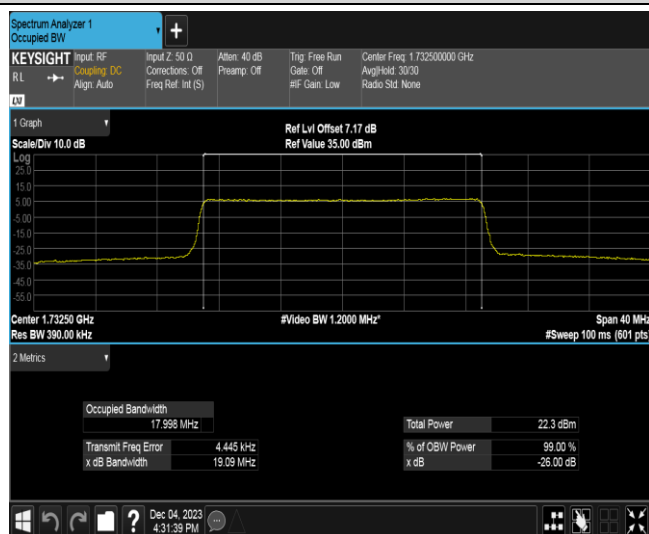 Spectrum Analyzer 1
Occupied BW
+
KEYSIGHT
R L
LXI
Input: RF
Coupling: DC
Align: Auto
Input Z: 50 Ω
Corrections: Off
Freq Ref: Int (S)
Atten: 40 dB
Preamp: Off
Trig: Free Run
Gate: Off
#IF Gain: Low
Center Freq: 1.732500000 GHz
Avg|Hold: 30/30
Radio Std: None
1 Graph
Scale/Div 10.0 dB
Ref Lvl Offset 7.17 dB
Ref Value 35.00 dBm
Log
25.0
15.0
5.00
-5.00
-15.0
-25.0
-35.0
-45.0
-55.0
Center 1.73250 GHz
Res BW 390.00 kHz
#Video BW 1.2000 MHz*
Span 40 MHz
#Sweep 100 ms (601 pts)
2 Metrics
Occupied Bandwidth
17.998 MHz
Transmit Freq Error 4.445 kHz
x dB Bandwidth 19.09 MHz
Total Power 22.3 dBm
% of OBW Power 99.00 %
x dB -26.00 dB
?
Dec 04, 2023
4:31:39 PM